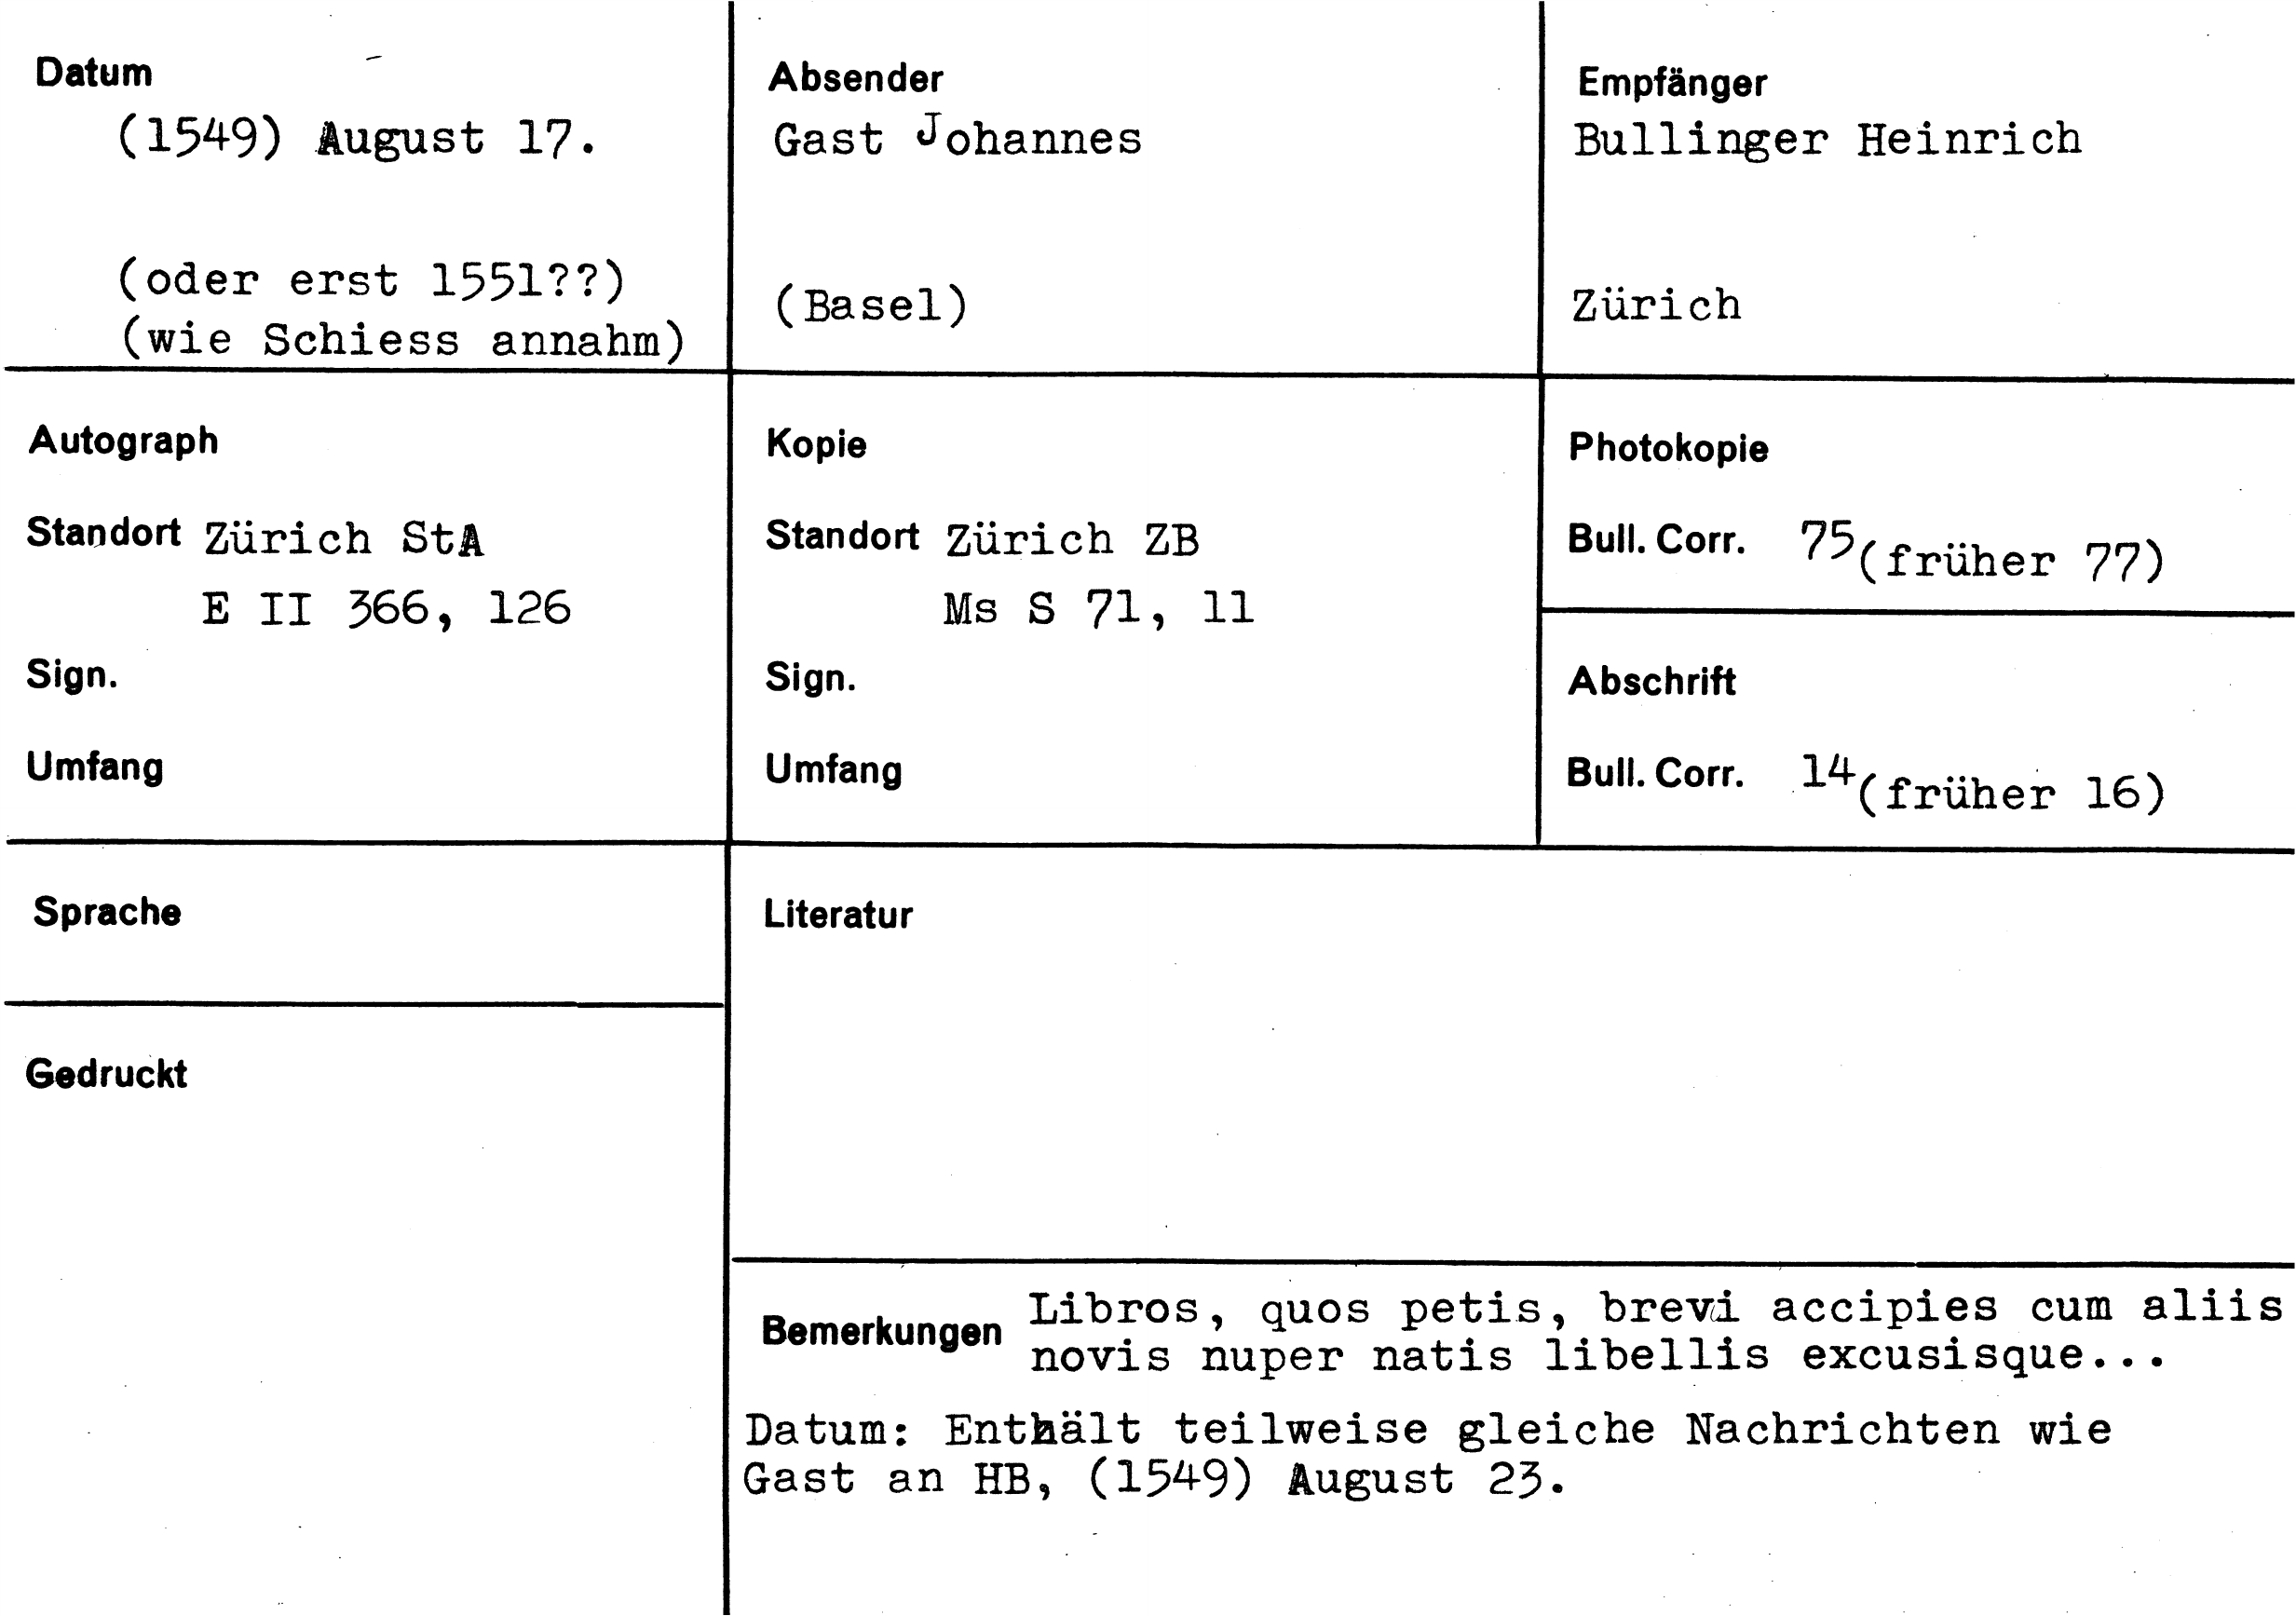 Datum
(1549) August 17.
(oder erst 1551??)
(wie Schiess annahm)
Absender
Gast Johannes
(Basel)
Empfänger
Bullinger Heinrich
Zürich
Autograph
Standort Zürich StA
E II 366, 126
Sign.
Umfang
Kopie
Standort Zürich ZB
Ms S 71, 11
Sign.
Umfang
Photokopie
Bull. Corr. 75(früher 77)
Abschrift
Bull. Corr. 14(früher 16)
Sprache
Gedruckt
Literatur
Bemerkungen Libros, quos petis, brevi accipies cum aliis
novis nuper natis libellis excusisque...
Datum: Enthält teilweise gleiche Nachrichten wie
Gast an HB, (1549) August 23.